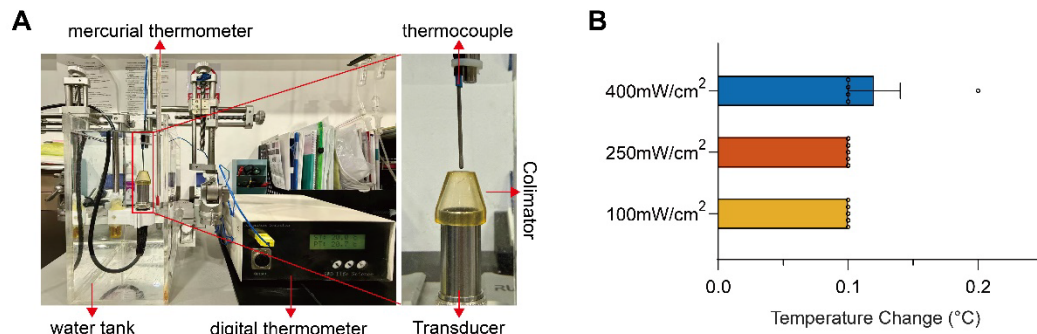 A
mercurial thermometer
thermocouple
Colimator
water tank
digital thermometer
Transducer
B
400mW/cm²
250mW/cm²
100mW/cm²
0.0
0.1
0.2
Temperature Change (°C)